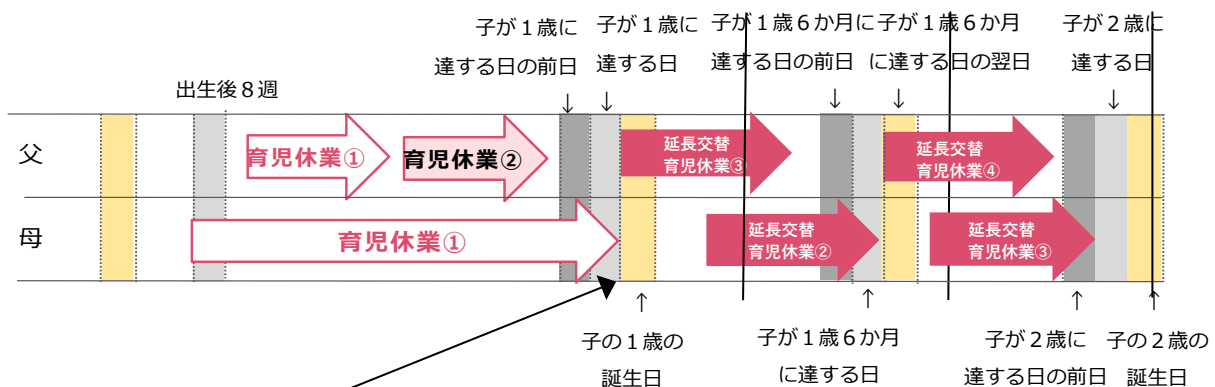 子が１歳に
達する日の前日
子が１歳に
達する日
子が１歳６か月に
達する日の前日
子が１歳６か月
に達する日の翌日
子が２歳に
達する日
出生後８週
↓
↓
↓
↓
↓
父
育児休業①
育児休業②
延長交替
育児休業③
延長交替
育児休業④
母
育児休業①
延長交替
育児休業②
延長交替
育児休業③
↑
↑
↑
↑
子の１歳の
誕生日
子が１歳６か月
に達する日
子が２歳に
達する日の前日
子の２歳の
誕生日